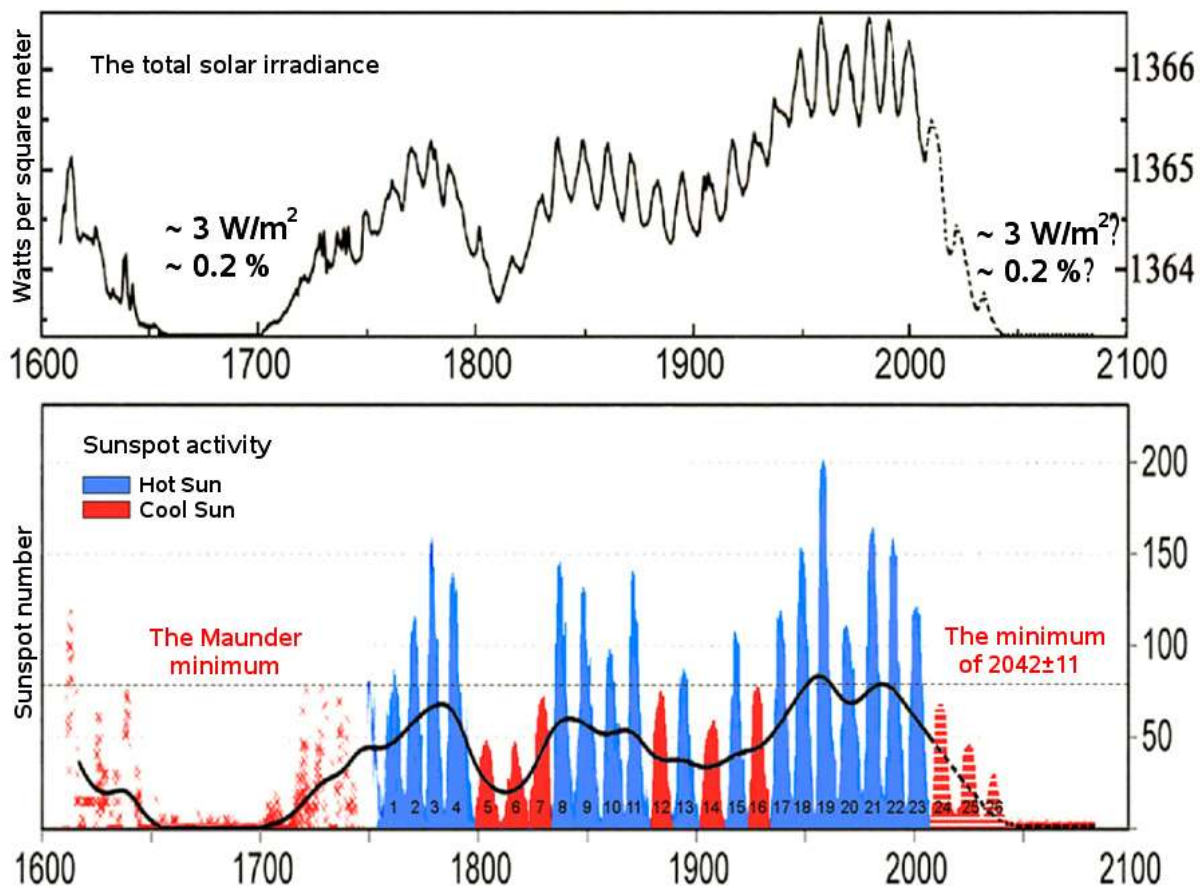 The total solar irradiance
Watts per square meter
1366
1365
1364
~ 3 W/m²
~ 0.2 %
~ 3 W/m²?
~ 0.2 %?
1600 1700 1800 1900 2000 2100
Sunspot activity
Hot Sun
Cool Sun
Sunspot number
200
150
100
50
The Maunder
minimum
The minimum
of 2042±11
1 2 3 4 5 6 7 8 9 10 11 12 13 14 15 16 17 18 19 20 21 22 23 24 25 26
1600 1700 1800 1900 2000 2100